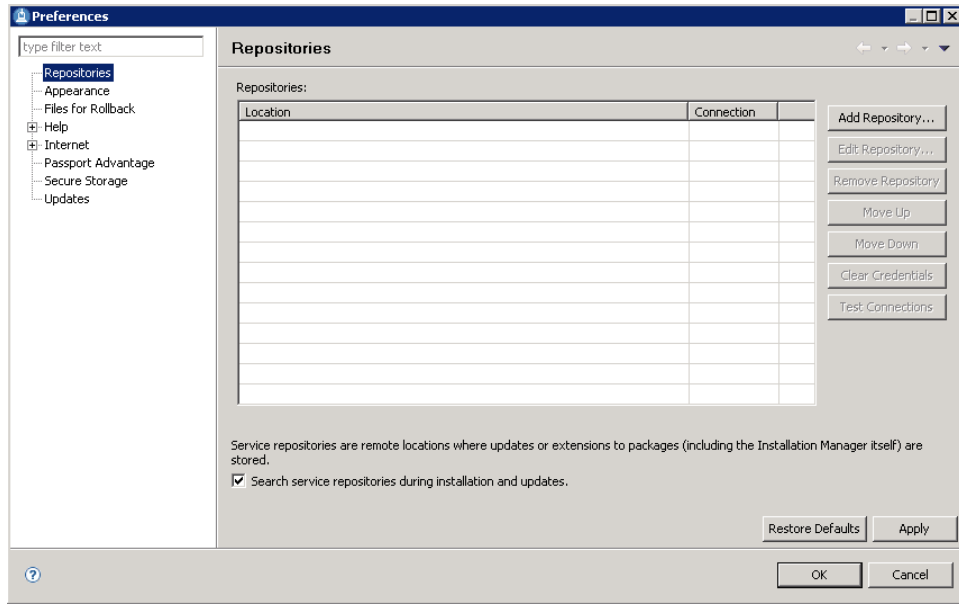 Preferences
type filter text
Repositories
Appearance
Files for Rollback
Help
Internet
Passport Advantage
Secure Storage
Updates
Repositories
Repositories:
Location Connection
Add Repository...
Edit Repository...
Remove Repository
Move Up
Move Down
Clear Credentials
Test Connections
Service repositories are remote locations where updates or extensions to packages (including the Installation Manager itself) are
stored.
Search service repositories during installation and updates.
Restore Defaults Apply
? OK Cancel